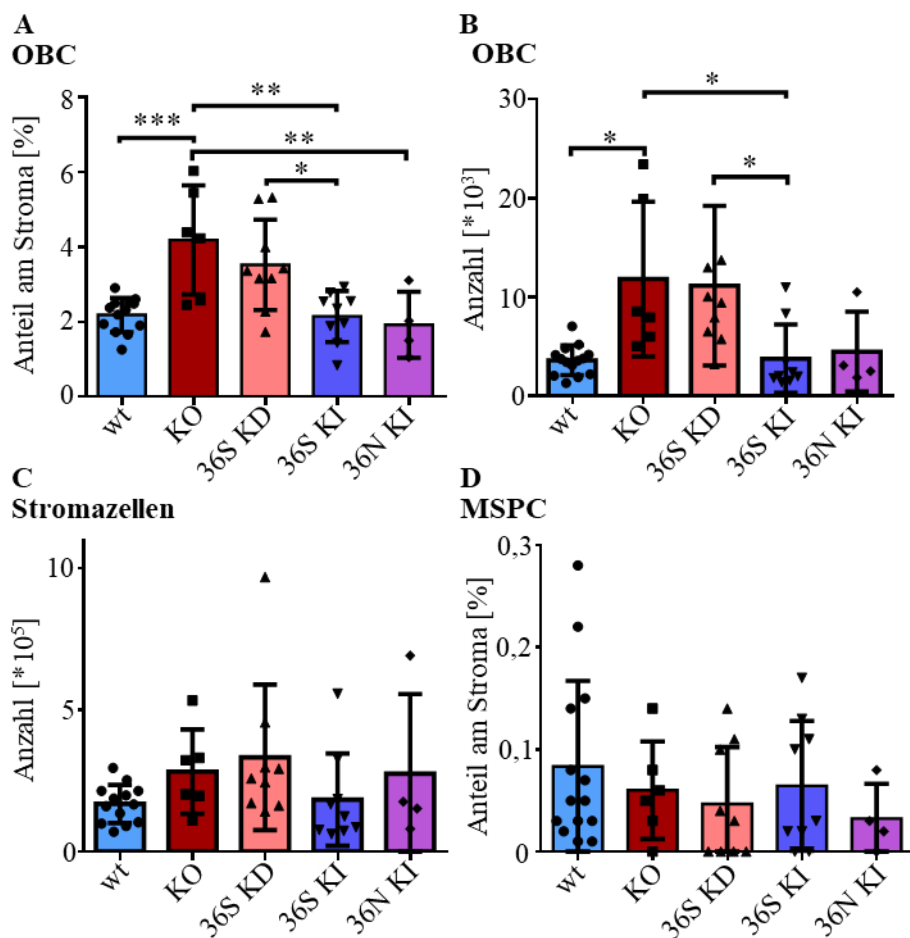 A
OBC
Anteil am Stroma [%]
8
6
4
2
0
***
**
**
*
wt
KO
36S KD
36S KI
36N KI
B
OBC
Anzahl [*10³]
30
20
10
0
*
*
*
wt
KO
36S KD
36S KI
36N KI
C
Stromazellen
Anzahl [*10⁵]
10
5
0
wt
KO
36S KD
36S KI
36N KI
D
MSPC
Anteil am Stroma [%]
0,3
0,2
0,1
0,0
wt
KO
36S KD
36S KI
36N KI